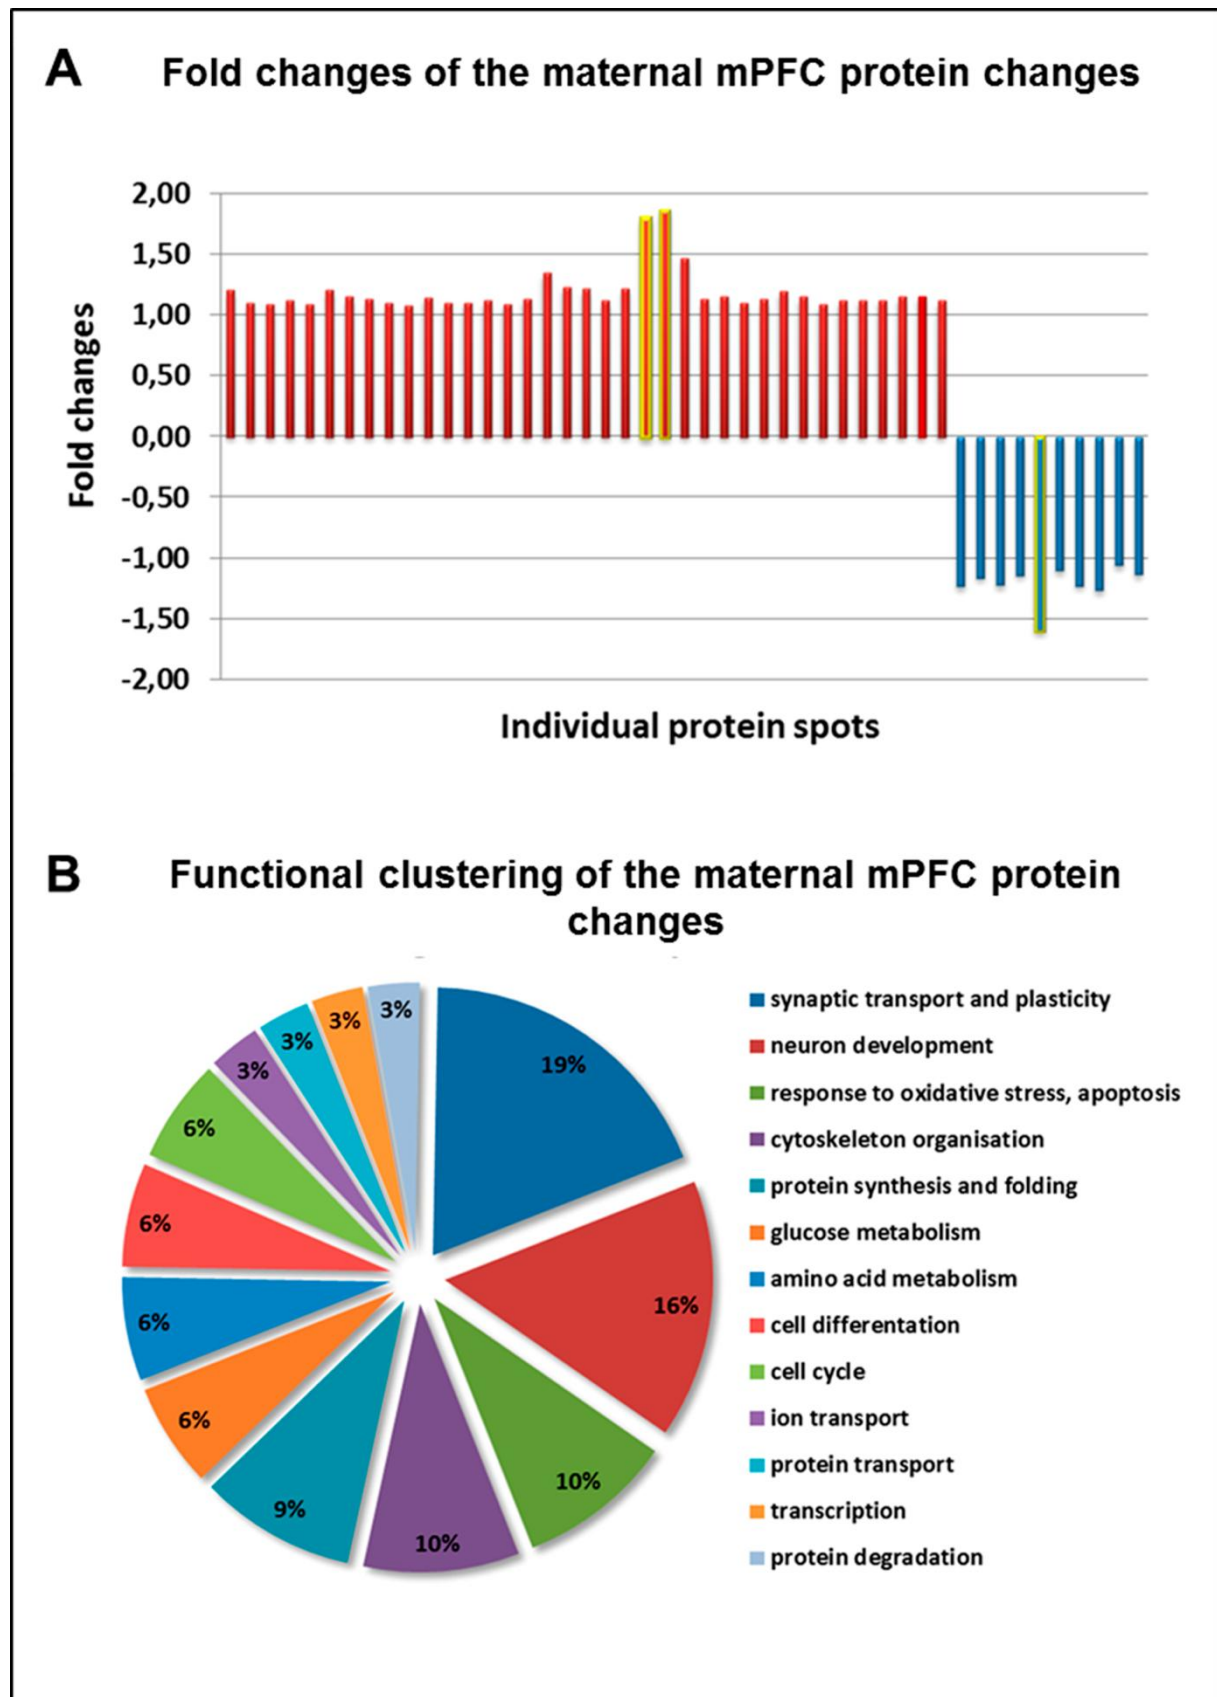 A
Fold changes of the maternal mPFC protein changes
2,00
1,50
1,00
0,50
0,00
-0,50
-1,00
-1,50
-2,00
Fold changes
Individual protein spots
B
Functional clustering of the maternal mPFC protein
changes
3%
3%
3%
3%
6%
6%
6%
6%
9%
10%
10%
16%
19%
synaptic transport and plasticity
neuron development
response to oxidative stress, apoptosis
cytoskeleton organisation
protein synthesis and folding
glucose metabolism
amino acid metabolism
cell differentation
cell cycle
ion transport
protein transport
transcription
protein degradation